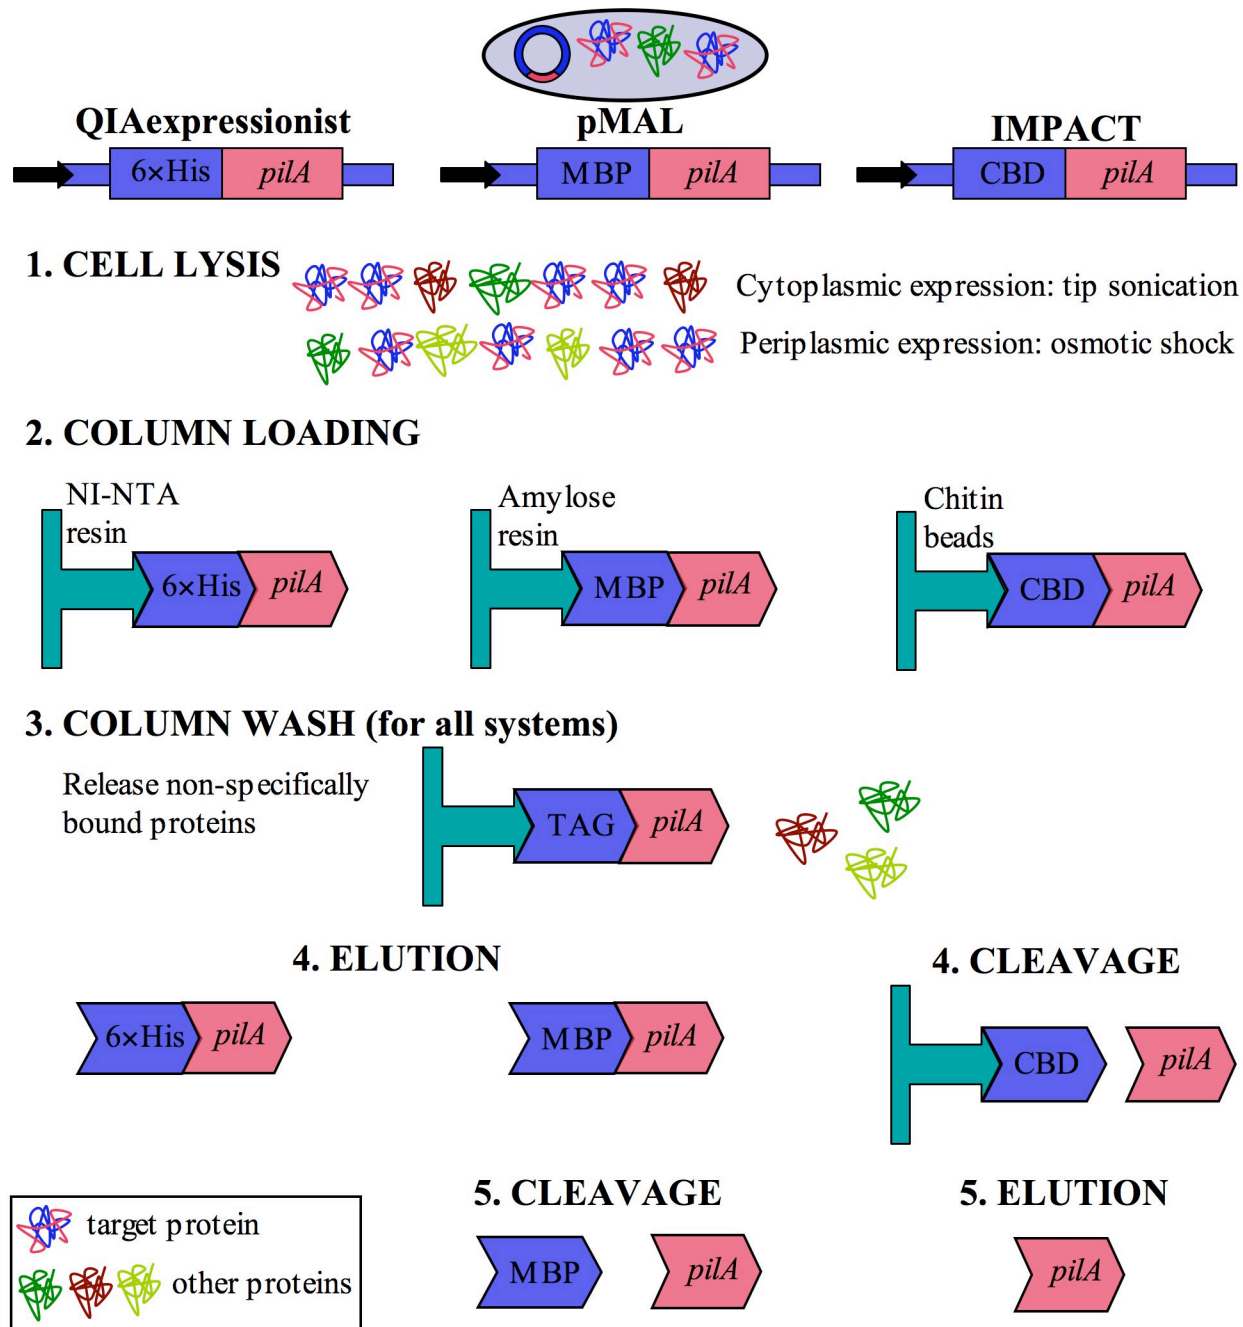 QIAexpressionist
pMAL
IMPACT
6×His pilA
MBP pilA
CBD pilA
1. CELL LYSIS
Cytoplasmic expression: tip sonication
Periplasmic expression: osmotic shock
2. COLUMN LOADING
NI-NTA
resin
6×His pilA
Amylose
resin
MBP pilA
Chitin
beads
CBD pilA
3. COLUMN WASH (for all systems)
Release non-specifically
bound proteins
TAG pilA
4. ELUTION
6×His pilA
MBP pilA
4. CLEAVAGE
CBD pilA
5. CLEAVAGE
MBP pilA
5. ELUTION
pilA
target protein
other proteins